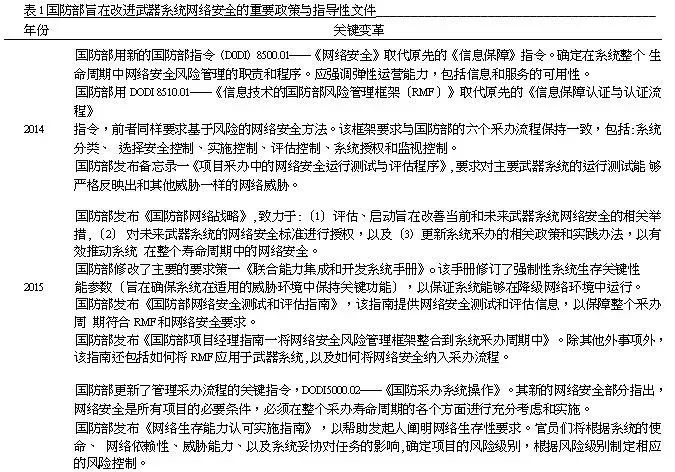 表1国防部旨在改进武器系统网络安全的重要政策与指导性文件
年份 关键变革
国防部用新的国防部指令（DODI）8500.01——《网络安全》取代原先的《信息保障》指令。确定在系统整个 生
命周期中网络安全风险管理的职责和程序。应强调弹性运营能力，包括信息和服务的可用性。
国防部用 DODI 8510.01——《信息技术的国防部风险管理框架〔RMF〕》取代原先的《信息保障认证与认证流
程》
2014 指令，前者同样要求基于风险的网络安全方法。该框架要求与国防部的六个采办流程保持一致，包括:系统
分类、 选择安全控制、实施控制、评估控制、系统授权和监视控制。
国防部发布备忘录一《项目采办中的网络安全运行测试与评估程序》,要求对主要武器系统的运行测试能 够
严格反映出和其他威胁一样的网络威胁。
国防部发布《国防部网络战略》,致力于:〔1〕评估、启动旨在改善当前和未来武器系统网络安全的相关举
措,〔2〕 对未来武器系统的网络安全标准进行授权，以及〔3〕更新系统采办的相关政策和实践办法，以有
效推动系统 在整个寿命周期中的网络安全。
国防部修改了主要的要求策一《联合能力集成和开发系统手册》。该手册修订了强制性系统生存关键性
2015 能参数〔旨在确保系统在适用的威胁环境中保持关键功能〕，以保证系统能够在降级网络环境中运行。
国防部发布《国防部网络安全测试和评估指南》，该指南提供网络安全测试和评估信息，以保障整个采办
周 期符合 RMF 和网络安全要求。
国防部发布《国防部项目经理指南一将网络安全风险管理框架整合到系统采办周期中》。除其他外事项外，
该指南还包括如何将 RMF 应用于武器系统,以及如何将网络安全纳入采办流程。
国防部更新了管理采办流程的关键指令，DODI5000.02——《国防采办系统操作》。其新的网络安全部分指出，
网络安全是所有项目的必要条件，必须在整个采办寿命周期的各个方面进行充分考虑和实施。
国防部发布《网络生存能力认可实施指南》，以帮助发起人阐明网络生存性要求。官员们将根据系统的使
命、 网络依赖性、威胁能力、以及系统妥协对任务的影响,确定项目的风险级别，根据风险级别制定相应
的风险控制。